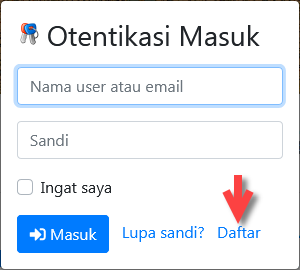 Otentikasi Masuk
Nama user atau email
Sandi
Ingat saya
Masuk Lupa sandi? Daftar